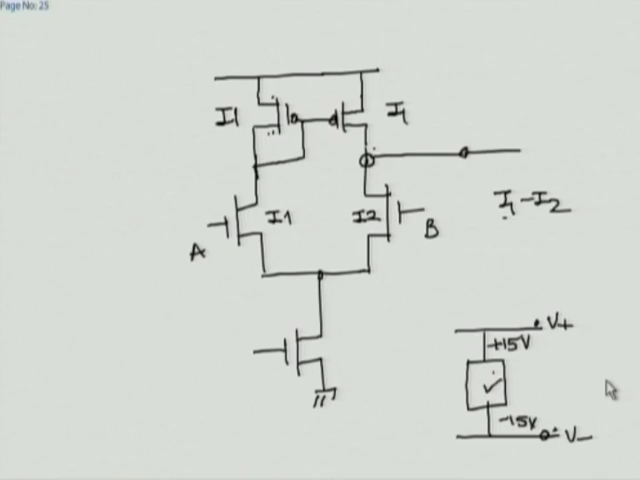 Page No: 25
I1
I1
I1
I2
A
B
I1-I2
V+
+15V
-15V
V-